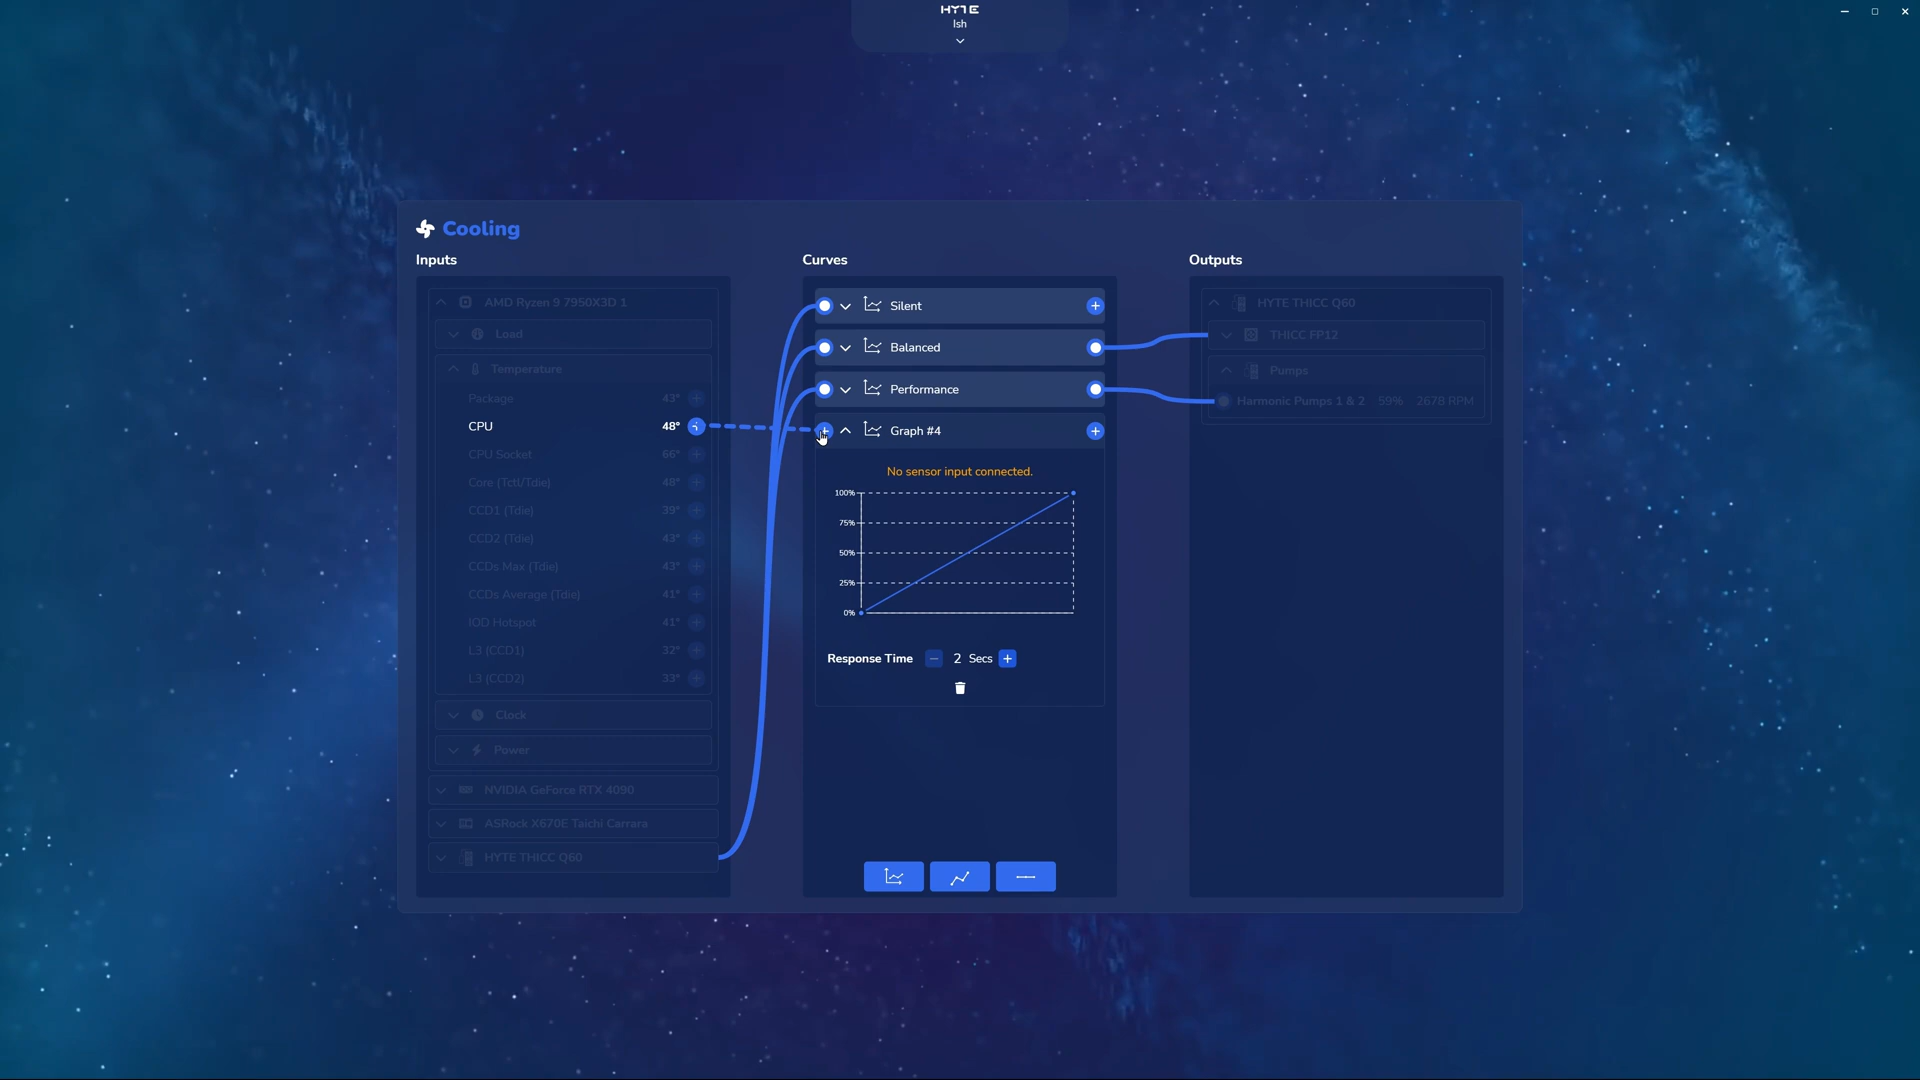 HYTE
Ish
Cooling
Inputs
AMD Ryzen 9 7950X3D 1
Load
Temperature
Package 43°
CPU 48°
CPU Socket 66°
Core (Tctl/Tdie) 48°
CCD1 (Tdie) 39°
CCD2 (Tdie) 43°
CCDs Max (Tdie) 43°
CCDs Average (Tdie) 41°
IOD Hotspot 41°
L3 (CCD1) 32°
L3 (CCD2) 33°
Clock
Power
NVIDIA GeForce RTX 4090
ASRock X670E Taichi Carrara
HYTE THICC Q60
Curves
Silent
Balanced
Performance
Graph #4
No sensor input connected.
100%
75%
50%
25%
0%
Response Time 2 Secs
Outputs
HYTE THICC Q60
THICC FP12
Pumps
Harmonic Pumps 1 & 2 59% 2678 RPM